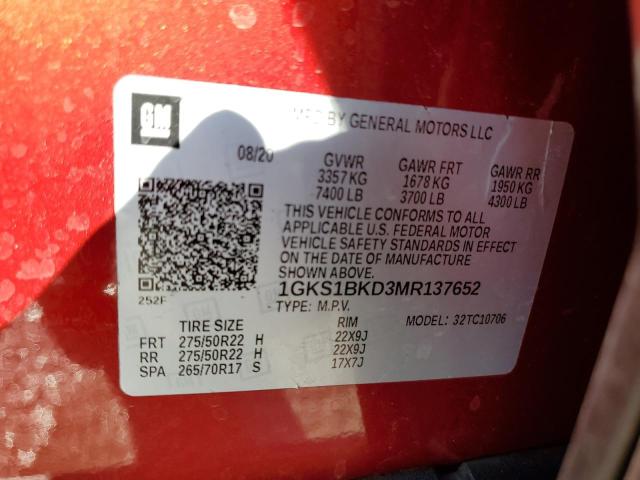 GM
MFD BY GENERAL MOTORS LLC
08/20
GVWR GAWR FRT GAWR RR
3357 KG 1678 KG 1950 KG
7400 LB 3700 LB 4300 LB
THIS VEHICLE CONFORMS TO ALL
APPLICABLE U.S. FEDERAL MOTOR
VEHICLE SAFETY STANDARDS IN EFFECT
ON THE DATE OF MANUFACTURE
SHOWN ABOVE.
252F
1GKS1BKD3MR137652
TYPE: M.P.V. MODEL: 32TC10706
TIRE SIZE RIM
FRT 275/50R22 H 22X9J
RR 275/50R22 H 22X9J
SPA 265/70R17 S 17X7J